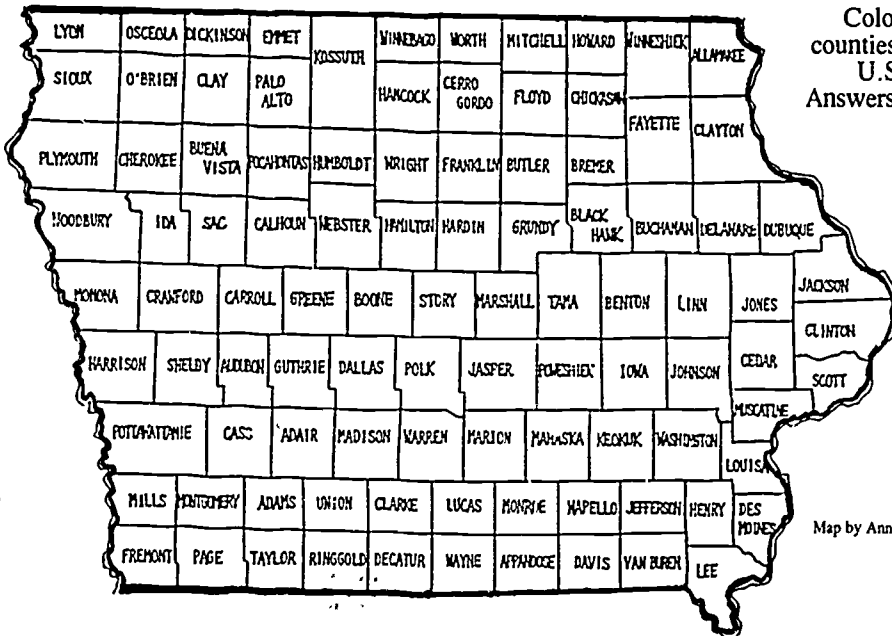 Colo
counties
U.S
Answers
LYON OSCEOLA DICKINSON EMMET KOSSUTH WINNEBAGO WORTH MITCHELL HOWARD WINNESHIEK ALLAMAKEE
SIOUX O'BRIEN CLAY PALO ALTO HANCOCK CERRO GORDO FLOYD CHICKASAW FAYETTE CLAYTON
PLYMOUTH CHEROKEE BUENA VISTA POCAHONTAS HUMBOLDT WRIGHT FRANKLIN BUTLER BREMER
WOODBURY IDA SAC CALHOUN WEBSTER HAMILTON HARDIN GRUNDY BLACK HAWK BUCHAMAN DELAWARE DUBUQUE
MOMONA CRAWFORD CARROLL GREENE BOONE STORY MARSHALL TAMA BENTON LINN JONES JACKSON
CLINTON
HARRISON SHELBY AUDUBON GUTHRIE DALLAS POLK JASPER POWESHIEK IOWA JOHNSON CEDAR SCOTT
MUSCATINE
POTTAWATTAMIE CASS ADAIR MADISON WARREN MARION MAHASKA KEOKUK WASHINGTON
LOUISA
MILLS MONTGOMERY ADAMS UNION CLARKE LUCAS MONROE WAPELLO JEFFERSON HENRY DES MOINES
Map by Ann
FREMONT PAGE TAYLOR RINGGOLD DECATUR WAYNE APPANOOSE DAVIS VAN BUREN LEE